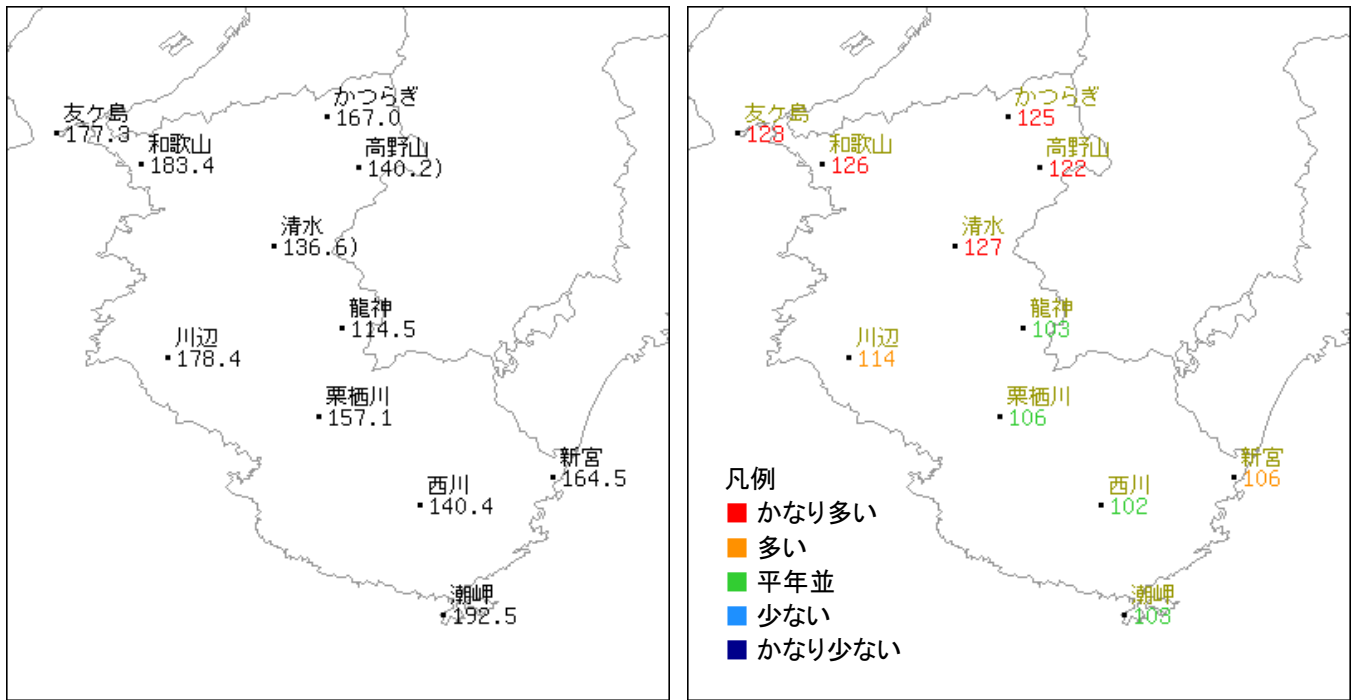 友ケ島
177.3
和歌山
183.4
かつらぎ
167.0
高野山
140.2)
清水
136.6)
龍神
114.5
川辺
178.4
栗栖川
157.1
新宮
164.5
西川
140.4
潮岬
192.5
友ケ島
123
和歌山
126
かつらぎ
125
高野山
122
清水
127
龍神
103
川辺
114
栗栖川
106
新宮
106
西川
102
潮岬
103
凡例
かなり多い
多い
平年並
少ない
かなり少ない